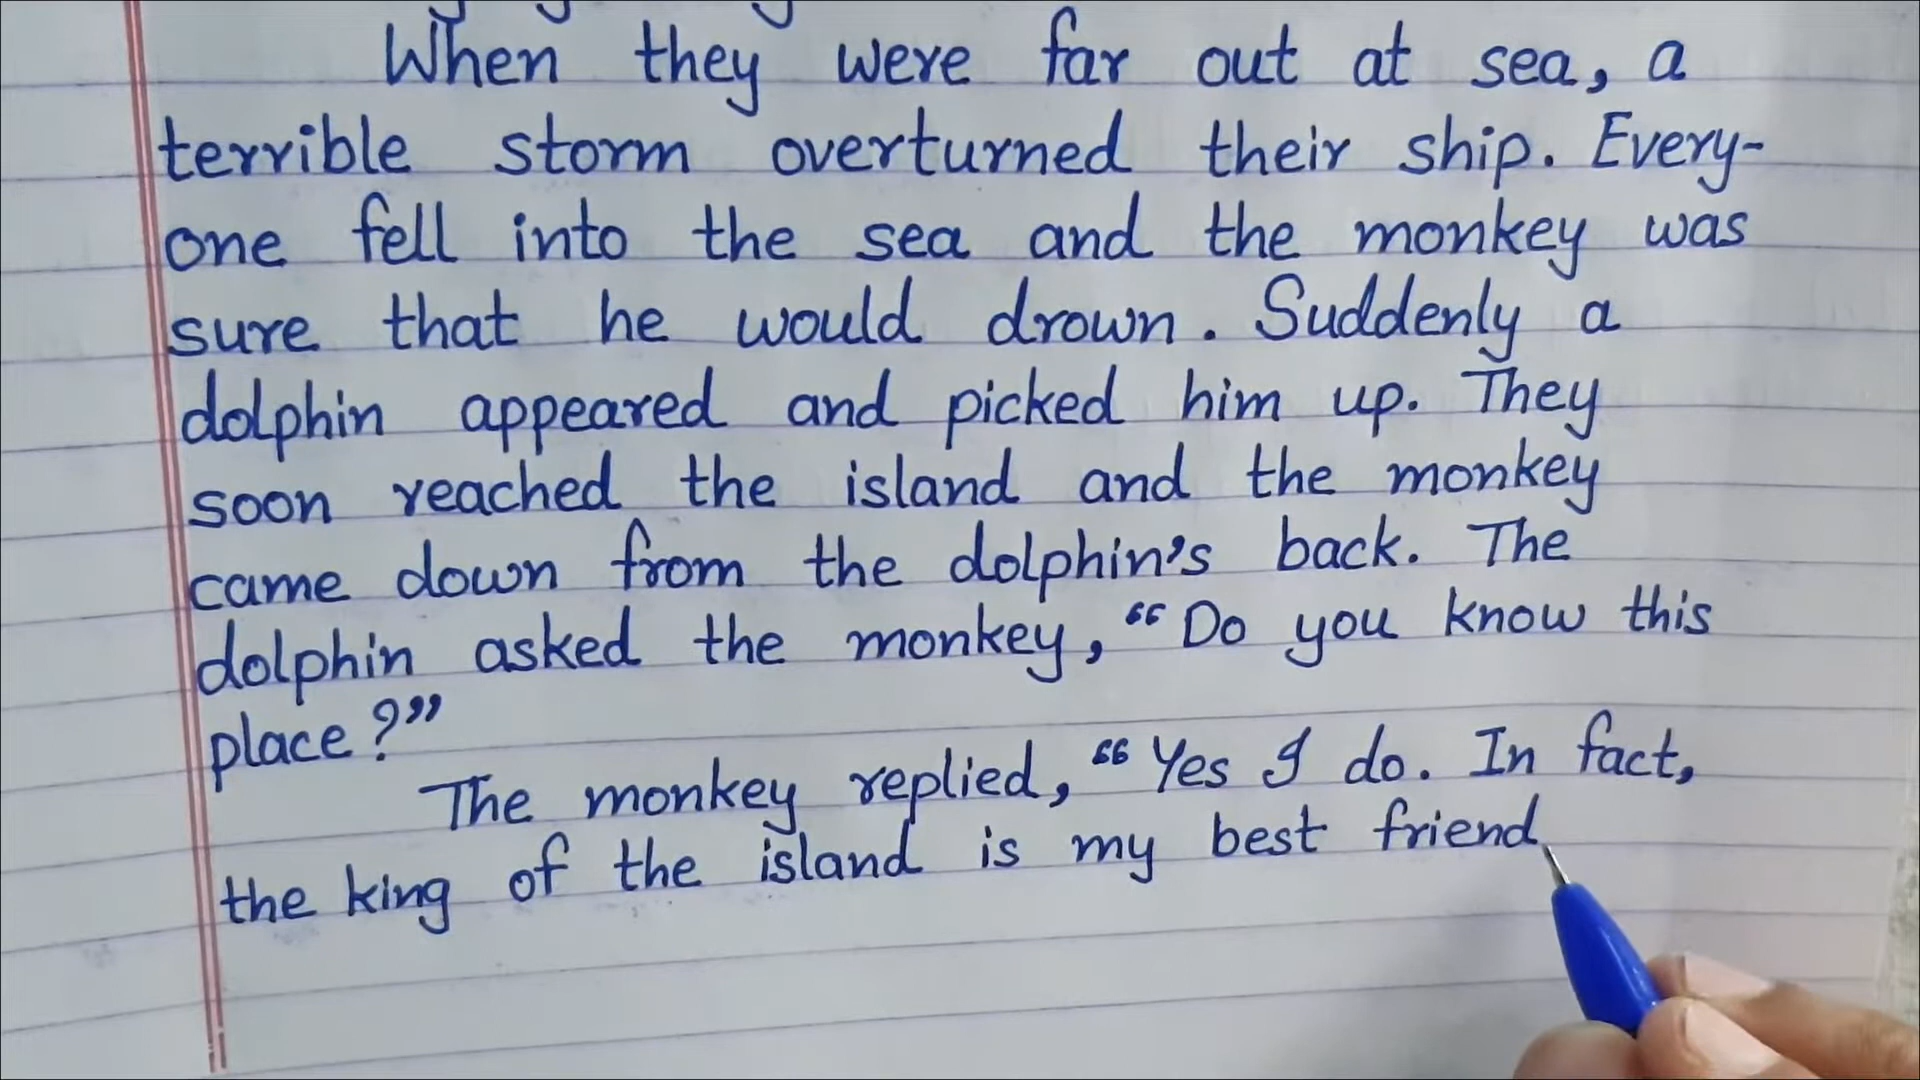 When they were far out at sea, a
terrible storm overturned their ship. Every-
one fell into the sea and the monkey was
sure that he would drown. Suddenly a
dolphin appeared and picked him up. They
soon reached the island and the monkey
came down from the dolphin's back. The
dolphin asked the monkey, “Do you know this
place?”
The monkey replied, “Yes I do. In fact,
the king of the island is my best friend